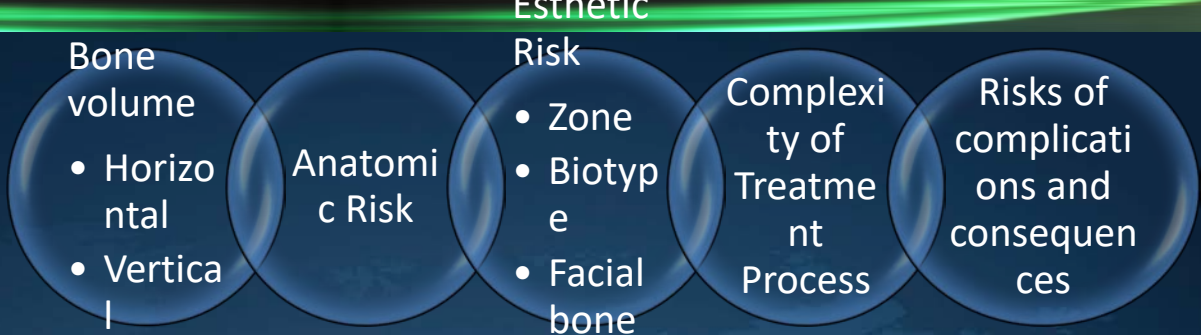 Bone
volume
• Horizo
ntal
• Vertica
l
Anatomi
c Risk
Esthetic
Risk
• Zone
• Biotyp
e
• Facial
bone
Complexi
ty of
Treatme
nt
Process
Risks of
complicati
ons and
consequen
ces